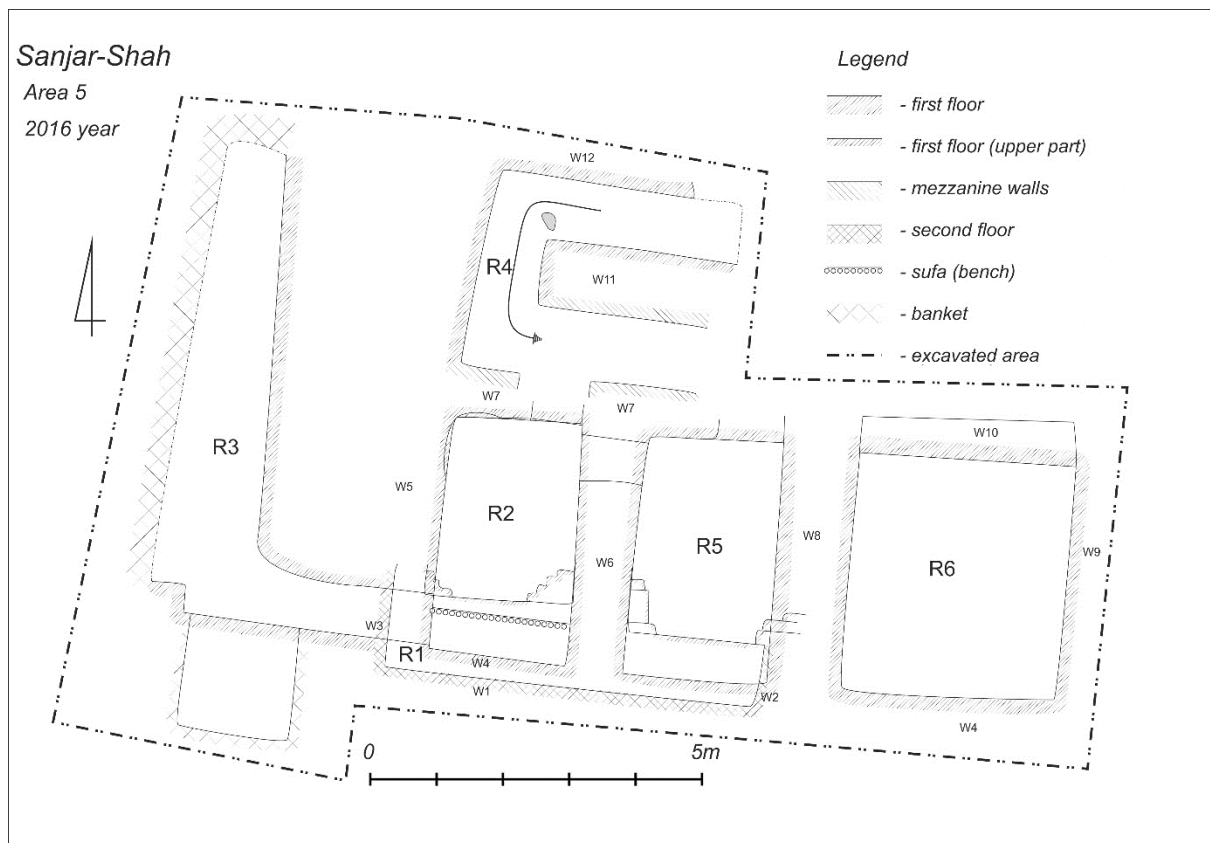 Sanjar-Shah
Area 5
2016 year
Legend
- first floor
- first floor (upper part)
- mezzanine walls
- second floor
- sufa (bench)
- banket
- excavated area
W12
R4
W11
W7
W7
W10
R3
W5
R2
R5
W8
W9
W6
R6
W3
R1
W4
W1
W2
W4
0
5m